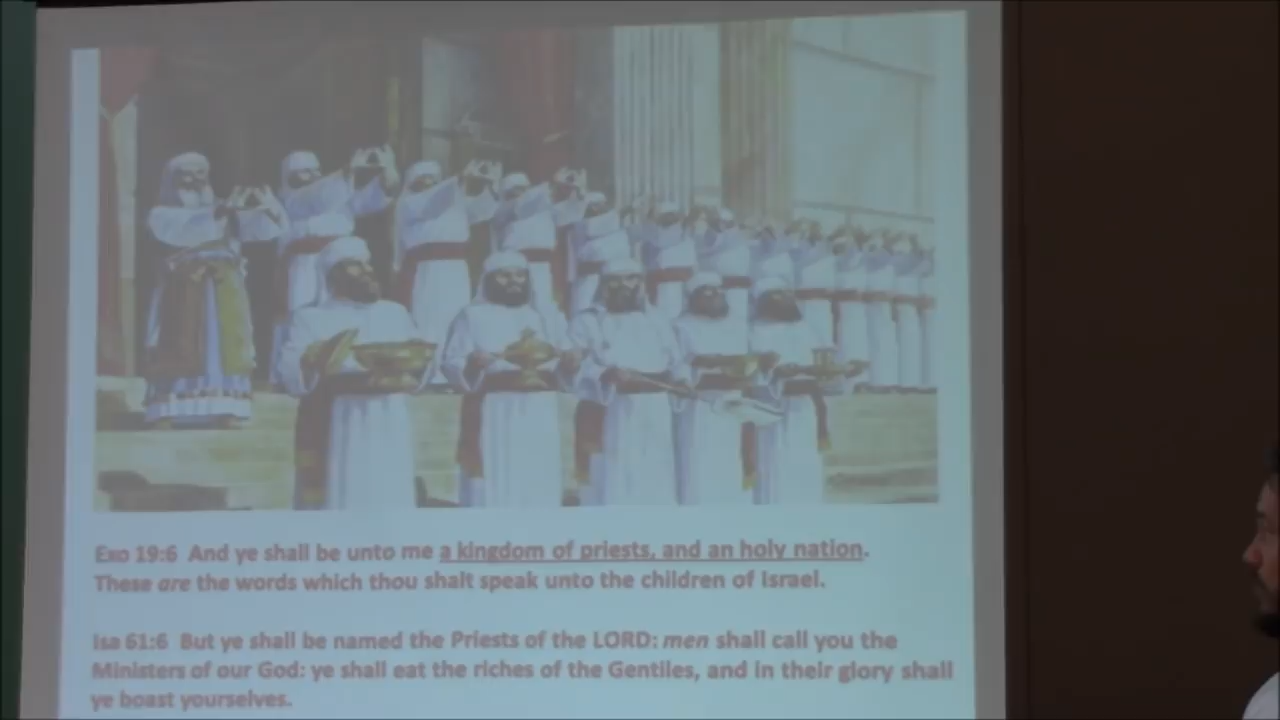 Exo 19:6 And ye shall be unto me a kingdom of priests, and an holy nation.
These are the words which thou shalt speak unto the children of Israel.
Isa 61:6 But ye shall be named the Priests of the LORD: men shall call you the
Ministers of our God: ye shall eat the riches of the Gentiles, and in their glory shall
ye boast yourselves.